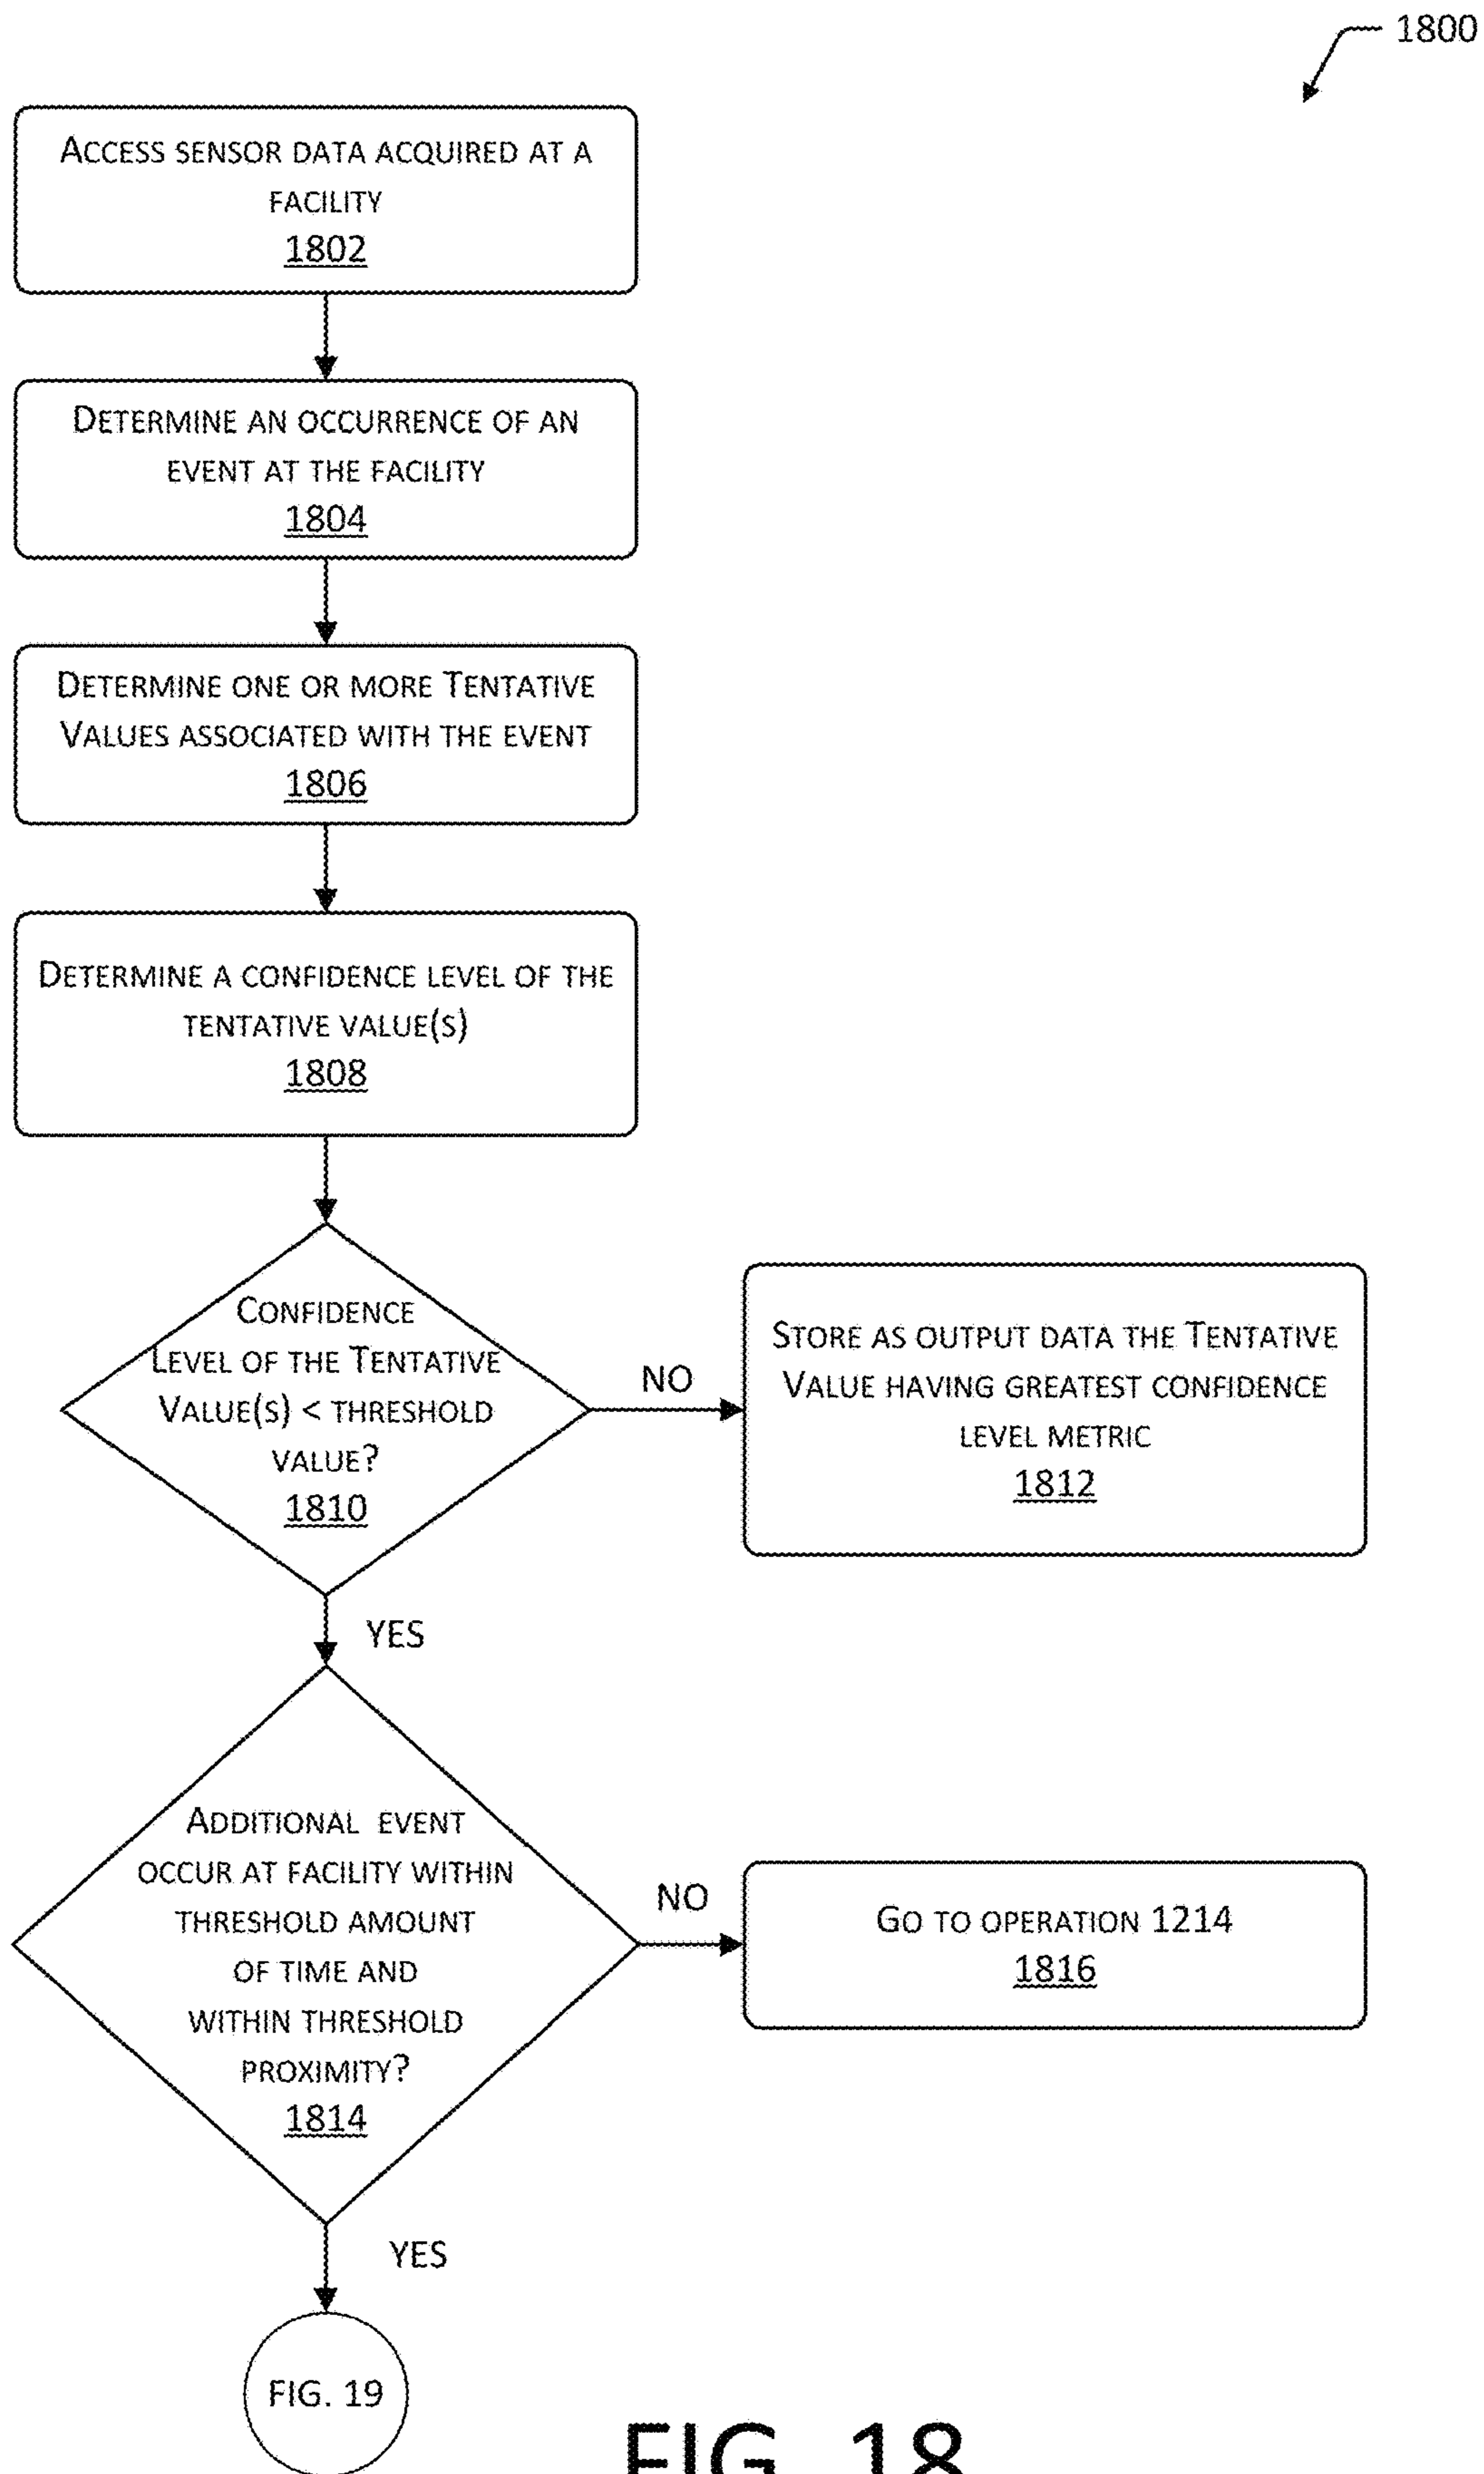 1800
Access sensor data acquired at a
facility
1802
Determine an occurrence of an
event at the facility
1804
Determine one or more Tentative
Values associated with the event
1806
Determine a confidence level of the
tentative value(s)
1808
Confidence
Level of the Tentative
Value(s) < threshold
value?
1810
NO
Store as output data the Tentative
Value having greatest confidence
level metric
1812
YES
Additional event
occur at facility within
threshold amount
of time and
within threshold
proximity?
1814
NO
Go to operation 1214
1816
YES
FIG. 19
FIG. 18